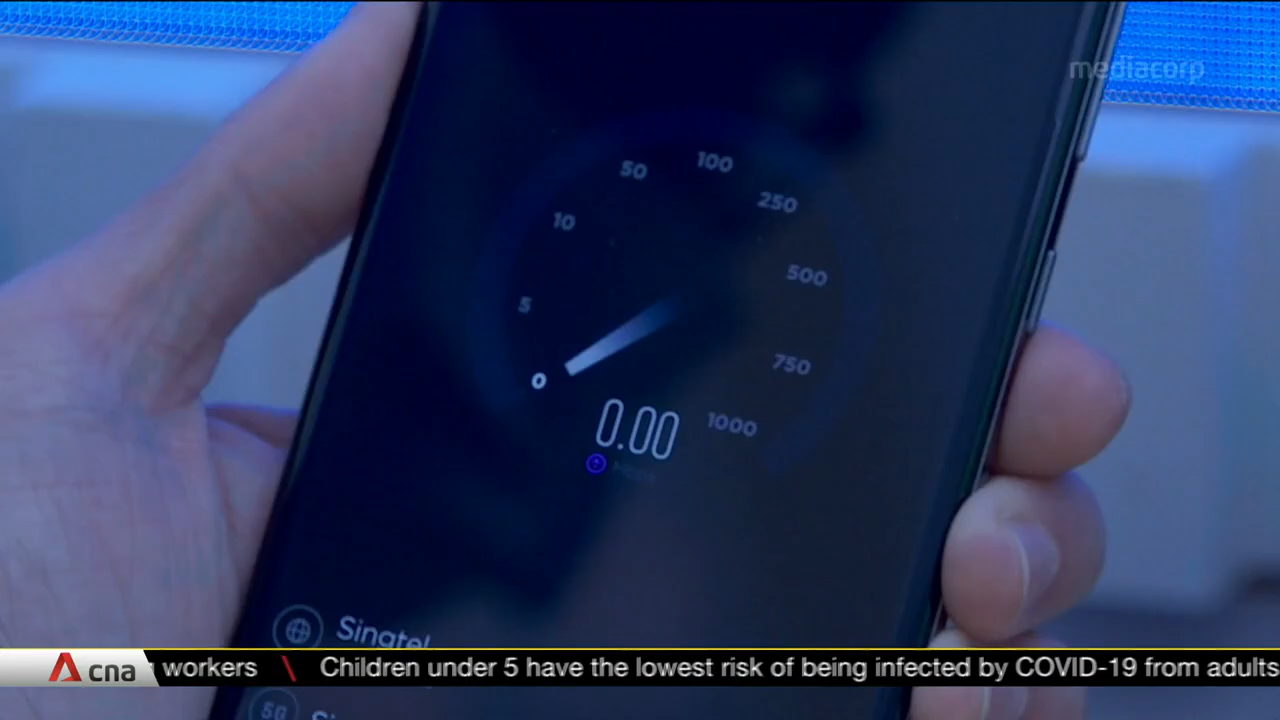 mediacorp
100
50
250
10
500
5
750
0
1000
0.00
Singtel
5G
cna workers \ Children under 5 have the lowest risk of being infected by COVID-19 from adults